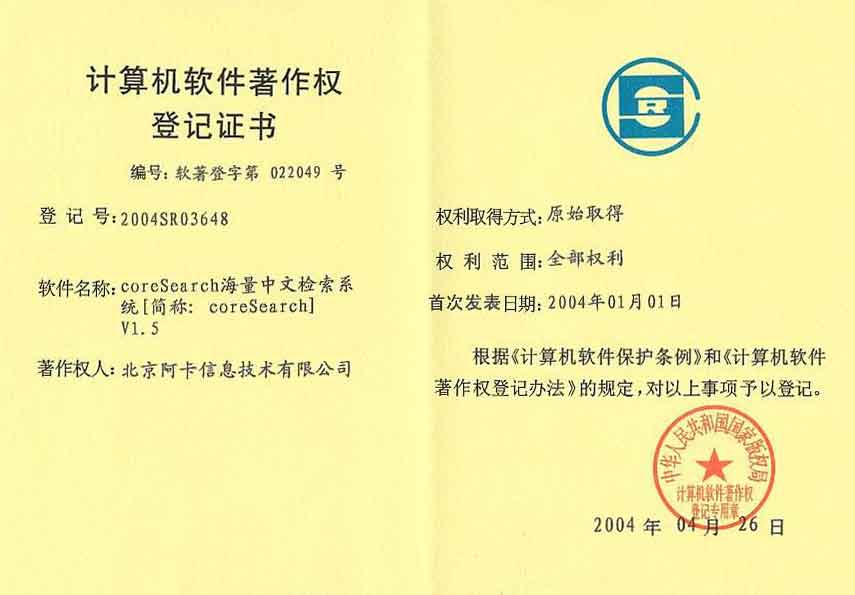 计算机软件著作权
登记证书
编号: 软著登字第 022049 号
登 记 号: 2004SR03648
软件名称: coreSearch海量中文检索系
统[简称: coreSearch]
V1.5
著作权人: 北京阿卡信息技术有限公司
SR
权利取得方式: 原始取得
权 利 范 围: 全部权利
首次发表日期: 2004年01月01日
根据《计算机软件保护条例》和《计算机软件
著作权登记办法》的规定,对以上事项予以登记。
中华人民共和国国家版权局
计算机软件著作权
登记专用章
2004 年 04 月 26 日